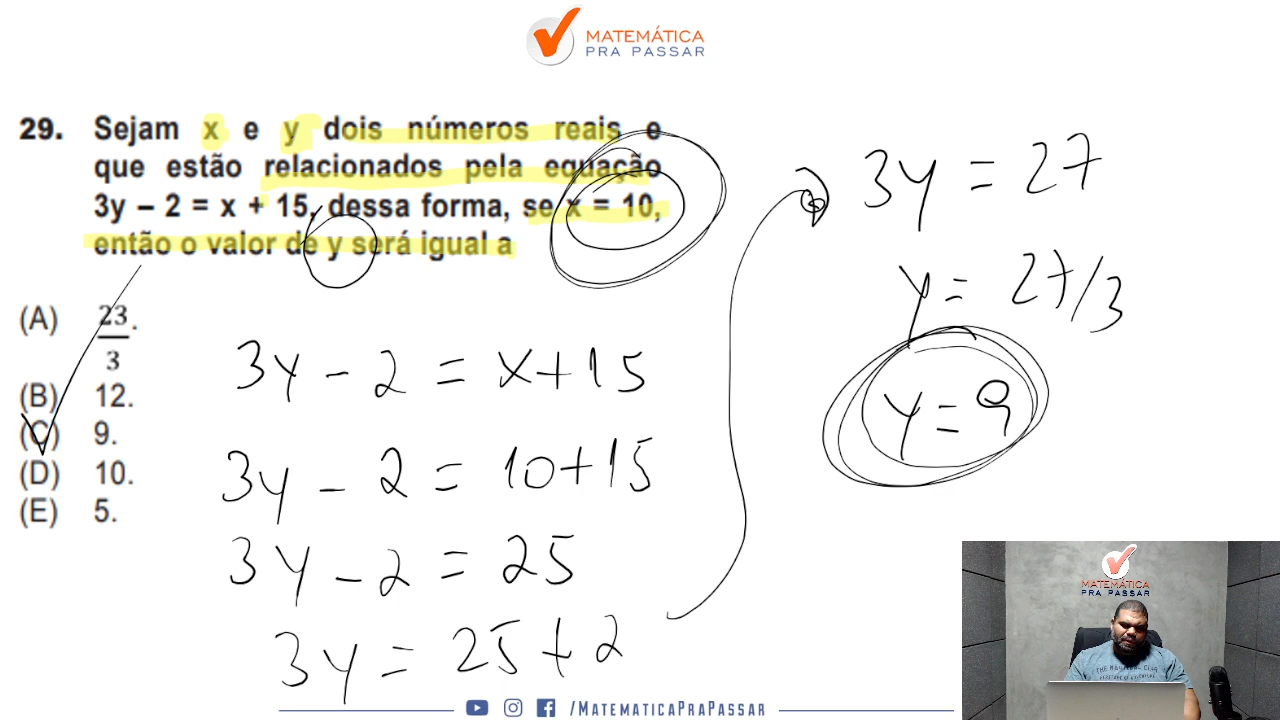 MATEMÁTICA
PRA PASSAR
29. Sejam x e y dois números reais e
que estão relacionados pela equação
3y – 2 = x + 15, dessa forma, se x = 10,
então o valor de y será igual a
(A) 23/3.
(B) 12.
(C) 9.
(D) 10.
(E) 5.
3y - 2 = x + 15
3y - 2 = 10 + 15
3y - 2 = 25
3y = 25 + 2
3y = 27
y = 27/3
y = 9
MATEMÁTICA
PRA PASSAR
/MatematicaPraPassar